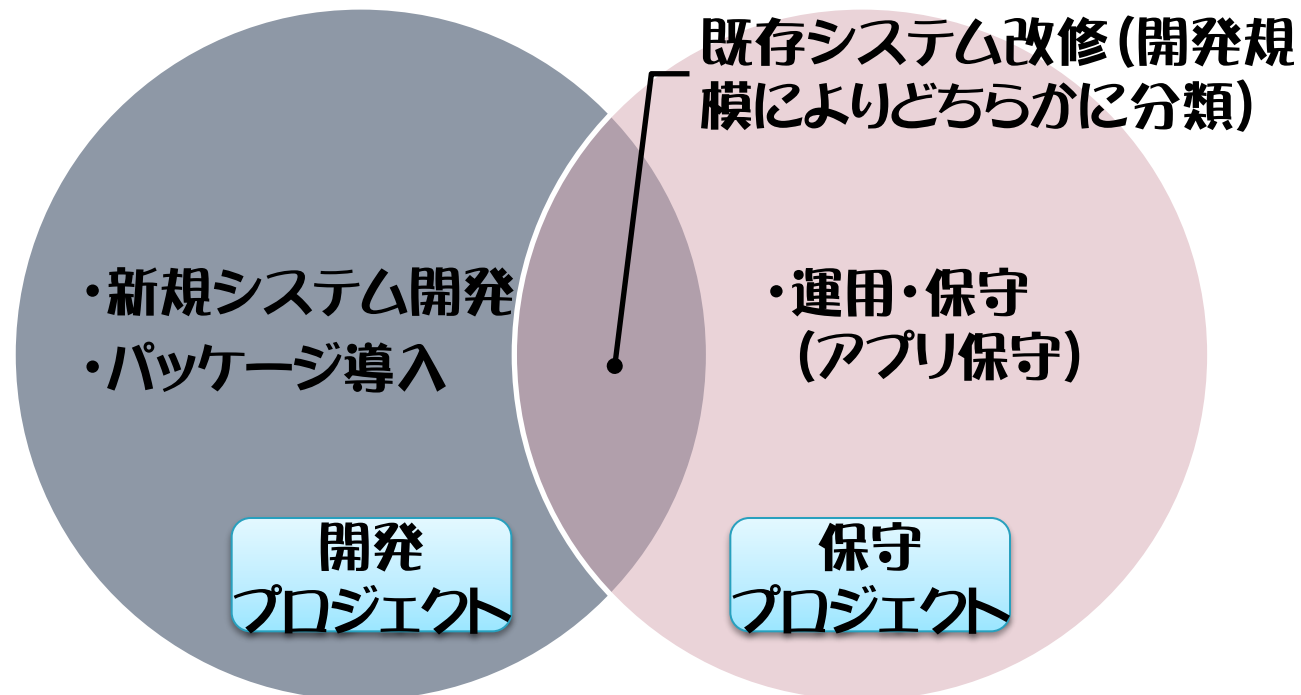 既存システム改修(開発規
模によりどちらかに分類)
・新規システム開発
・パッケージ導入
・運用・保守
(アプリ保守)
開発
プロジェクト
保守
プロジェクト